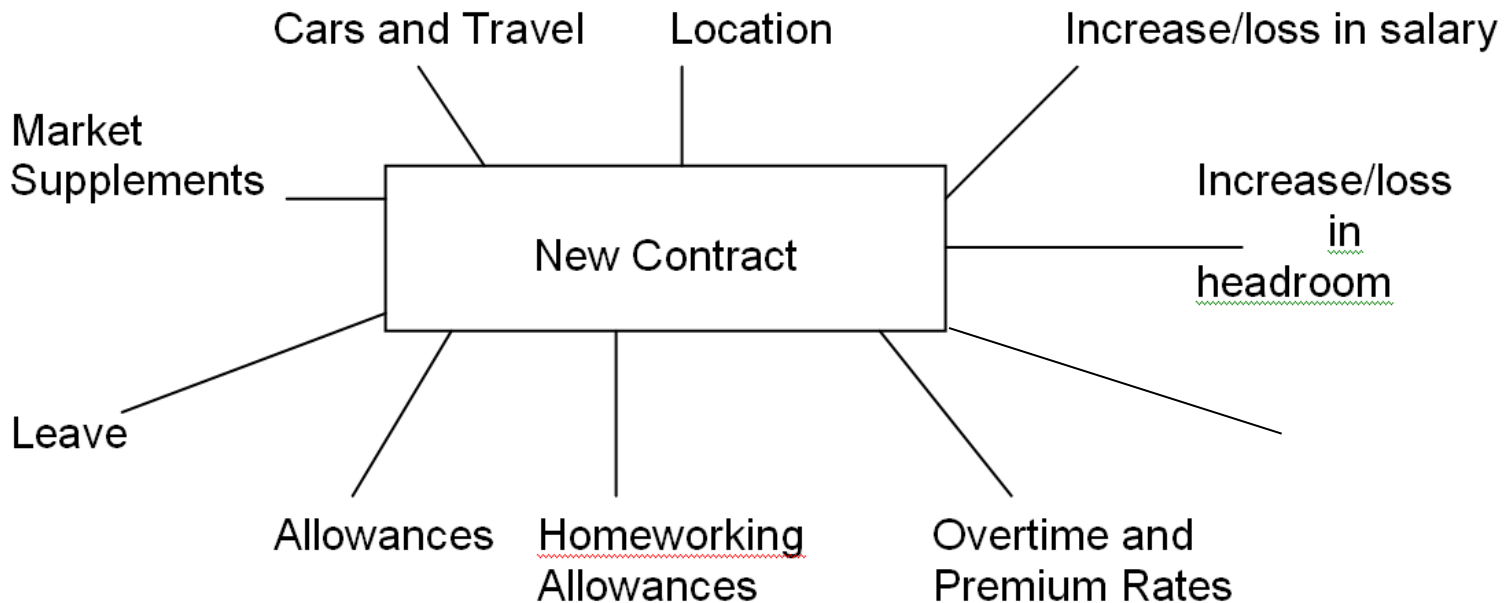 Cars and Travel
Location
Increase/loss in salary
Market
Supplements
Increase/loss
in
headroom
New Contract
Leave
Allowances
Homeworking
Allowances
Overtime and
Premium Rates